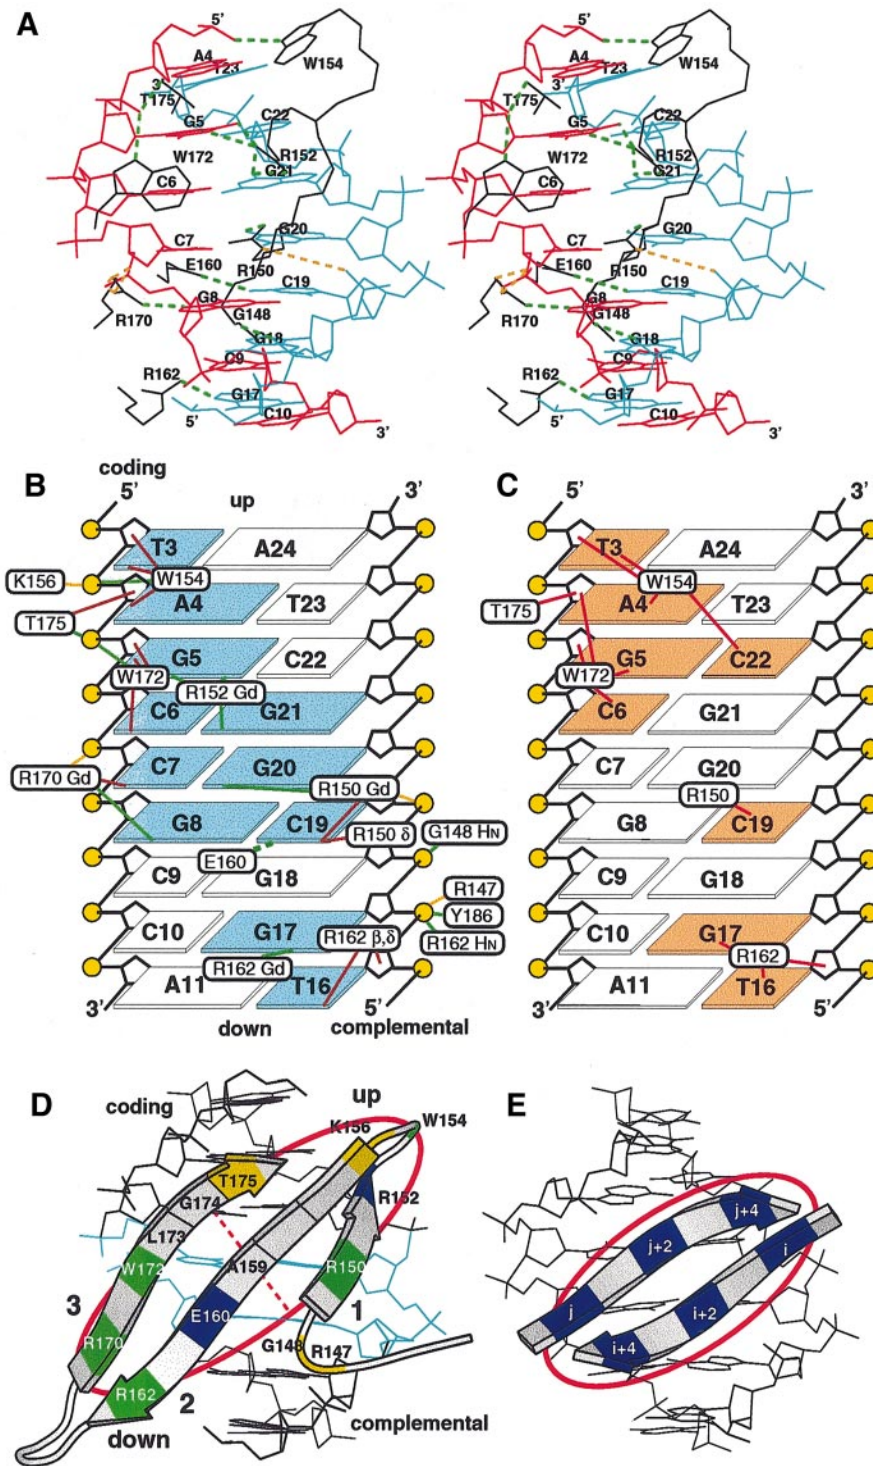 A
5'
A4
T23
W154
3'
T175
G5
C22
W172
R152
G21
C6
G20
C7
E160
R150
C19
G8
R170
G148
G18
C9
R162
G17
5'
C10
3'
5'
A4
T23
W154
3'
T175
G5
C22
W172
R152
G21
C6
G20
C7
E160
R150
C19
G8
R170
G148
G18
C9
R162
G17
5'
C10
3'
B
coding
5'
up
3'
T3
A24
K156
W154
A4
T23
T175
G5
C22
W172
R152 Gd
C6
G21
C7
G20
R170 Gd
R150 Gd
G8
C19
R150 δ
G148 HN
E160
C9
G18
R147
C10
G17
Y186
R162 β,δ
R162 HN
R162 Gd
A11
T16
3'
5'
down
complemental
C
5'
3'
T3
A24
W154
A4
T23
T175
G5
C22
W172
C6
G21
C7
G20
R150
G8
C19
C9
G18
C10
G17
R162
A11
T16
3'
5'
D
coding
up
K156
W154
T175
G174
R152
L173
A159
W172
R150
3
E160
1
R170
G148
R147
R162
2
down
complemental
E
j+4
j+2
i
j
i+2
i+4